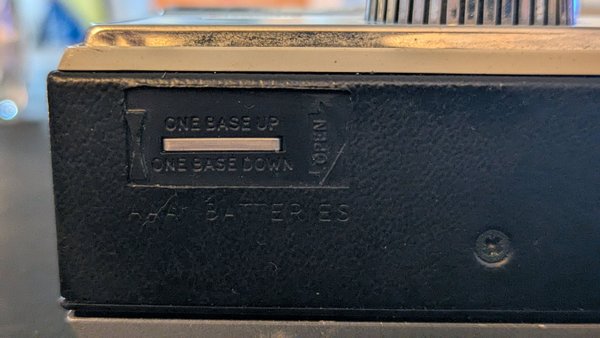 ONE BASE UP
ONE BASE DOWN
OPEN
BATTERIES